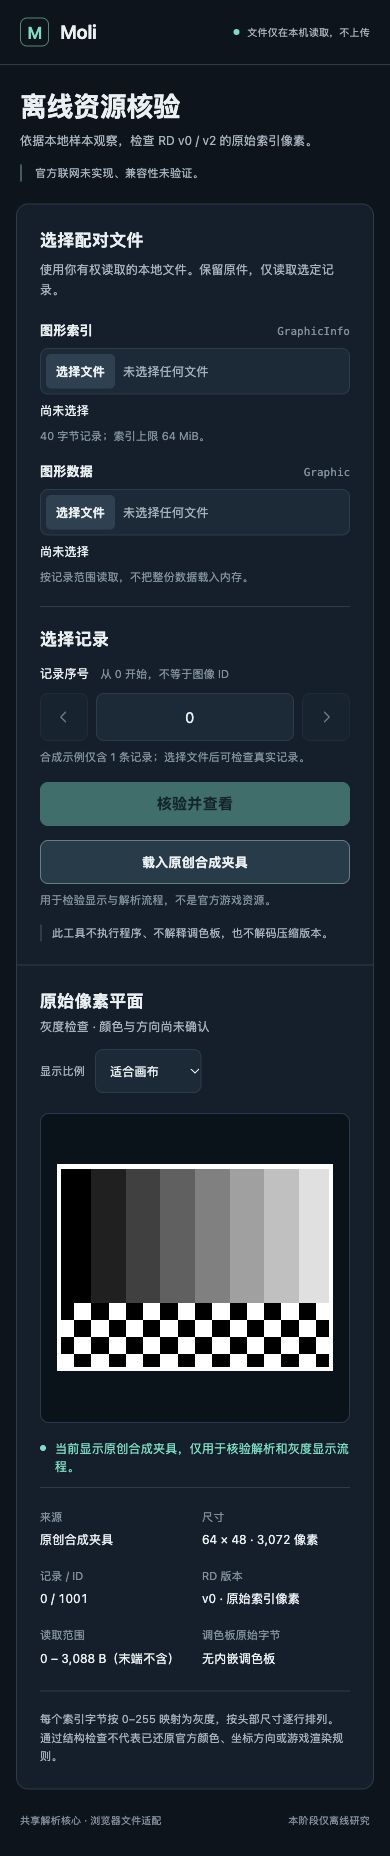 M Moli
文件仅在本机读取，不上传
离线资源核验
依据本地样本观察，检查 RD v0 / v2 的原始索引像素。
官方联网未实现、兼容性未验证。
选择配对文件
使用你有权读取的本地文件。保留原件，仅读取选定记
录。
图形索引 GraphicInfo
选择文件 未选择任何文件
尚未选择
40 字节记录；索引上限 64 MiB。
图形数据 Graphic
选择文件 未选择任何文件
尚未选择
按记录范围读取，不把整份数据载入内存。
选择记录
记录序号 从 0 开始，不等于图像 ID
0
合成示例仅含 1 条记录；选择文件后可检查真实记录。
核验并查看
载入原创合成夹具
用于检验显示与解析流程，不是官方游戏资源。
此工具不执行程序、不解释调色板，也不解码压缩版本。
原始像素平面
灰度检查 · 颜色与方向尚未确认
显示比例 适合画布
当前显示原创合成夹具，仅用于核验解析和灰度显示流
程。
来源 尺寸
原创合成夹具 64 × 48 · 3,072 像素
记录 / ID RD 版本
0 / 1001 v0 · 原始索引像素
读取范围 调色板原始字节
0 – 3,088 B（末端不含） 无内嵌调色板
每个索引字节按 0–255 映射为灰度，按头部尺寸逐行排列。
通过结构检查不代表已还原官方颜色、坐标方向或游戏渲染规
则。
共享解析核心 · 浏览器文件适配 本阶段仅离线研究